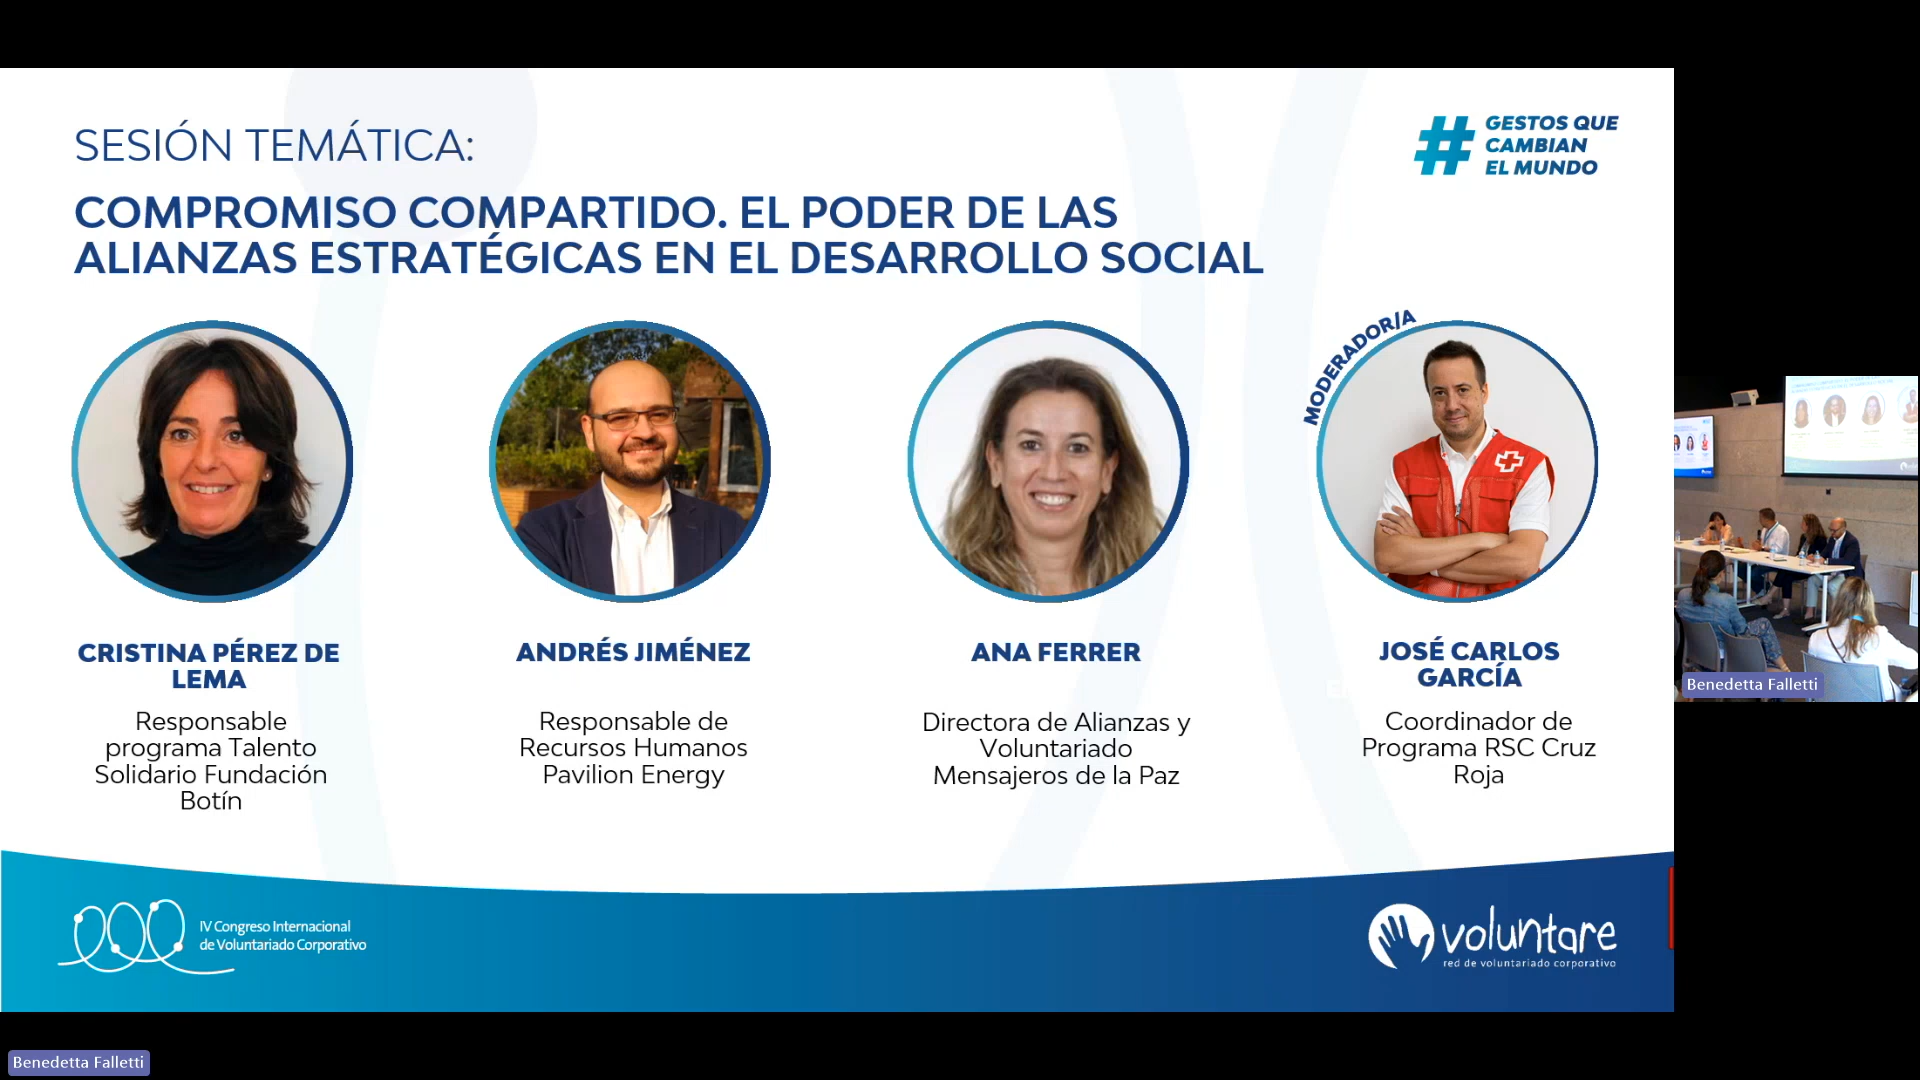 SESIÓN TEMÁTICA:
COMPROMISO COMPARTIDO. EL PODER DE LAS
ALIANZAS ESTRATÉGICAS EN EL DESARROLLO SOCIAL
# GESTOS QUE
CAMBIAN
EL MUNDO
MODERADOR/A
CRISTINA PÉREZ DE
LEMA
Responsable
programa Talento
Solidario Fundación
Botín
ANDRÉS JIMÉNEZ
Responsable de
Recursos Humanos
Pavilion Energy
ANA FERRER
Directora de Alianzas y
Voluntariado
Mensajeros de la Paz
JOSÉ CARLOS
GARCÍA
Coordinador de
Programa RSC Cruz
Roja
IV Congreso Internacional
de Voluntariado Corporativo
voluntare
red de voluntariado corporativo
Benedetta Falletti
Benedetta Falletti